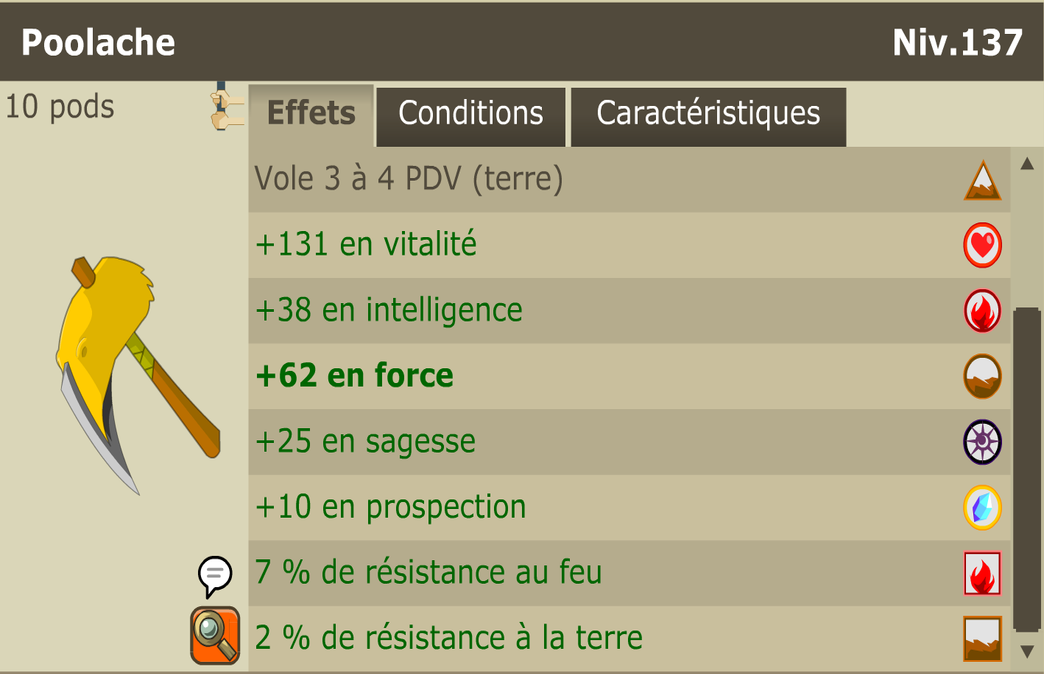 Poolache
Niv.137
10 pods
Effets
Conditions
Caractéristiques
Vole 3 à 4 PDV (terre)
+131 en vitalité
+38 en intelligence
+62 en force
+25 en sagesse
+10 en prospection
7 % de résistance au feu
2 % de résistance à la terre